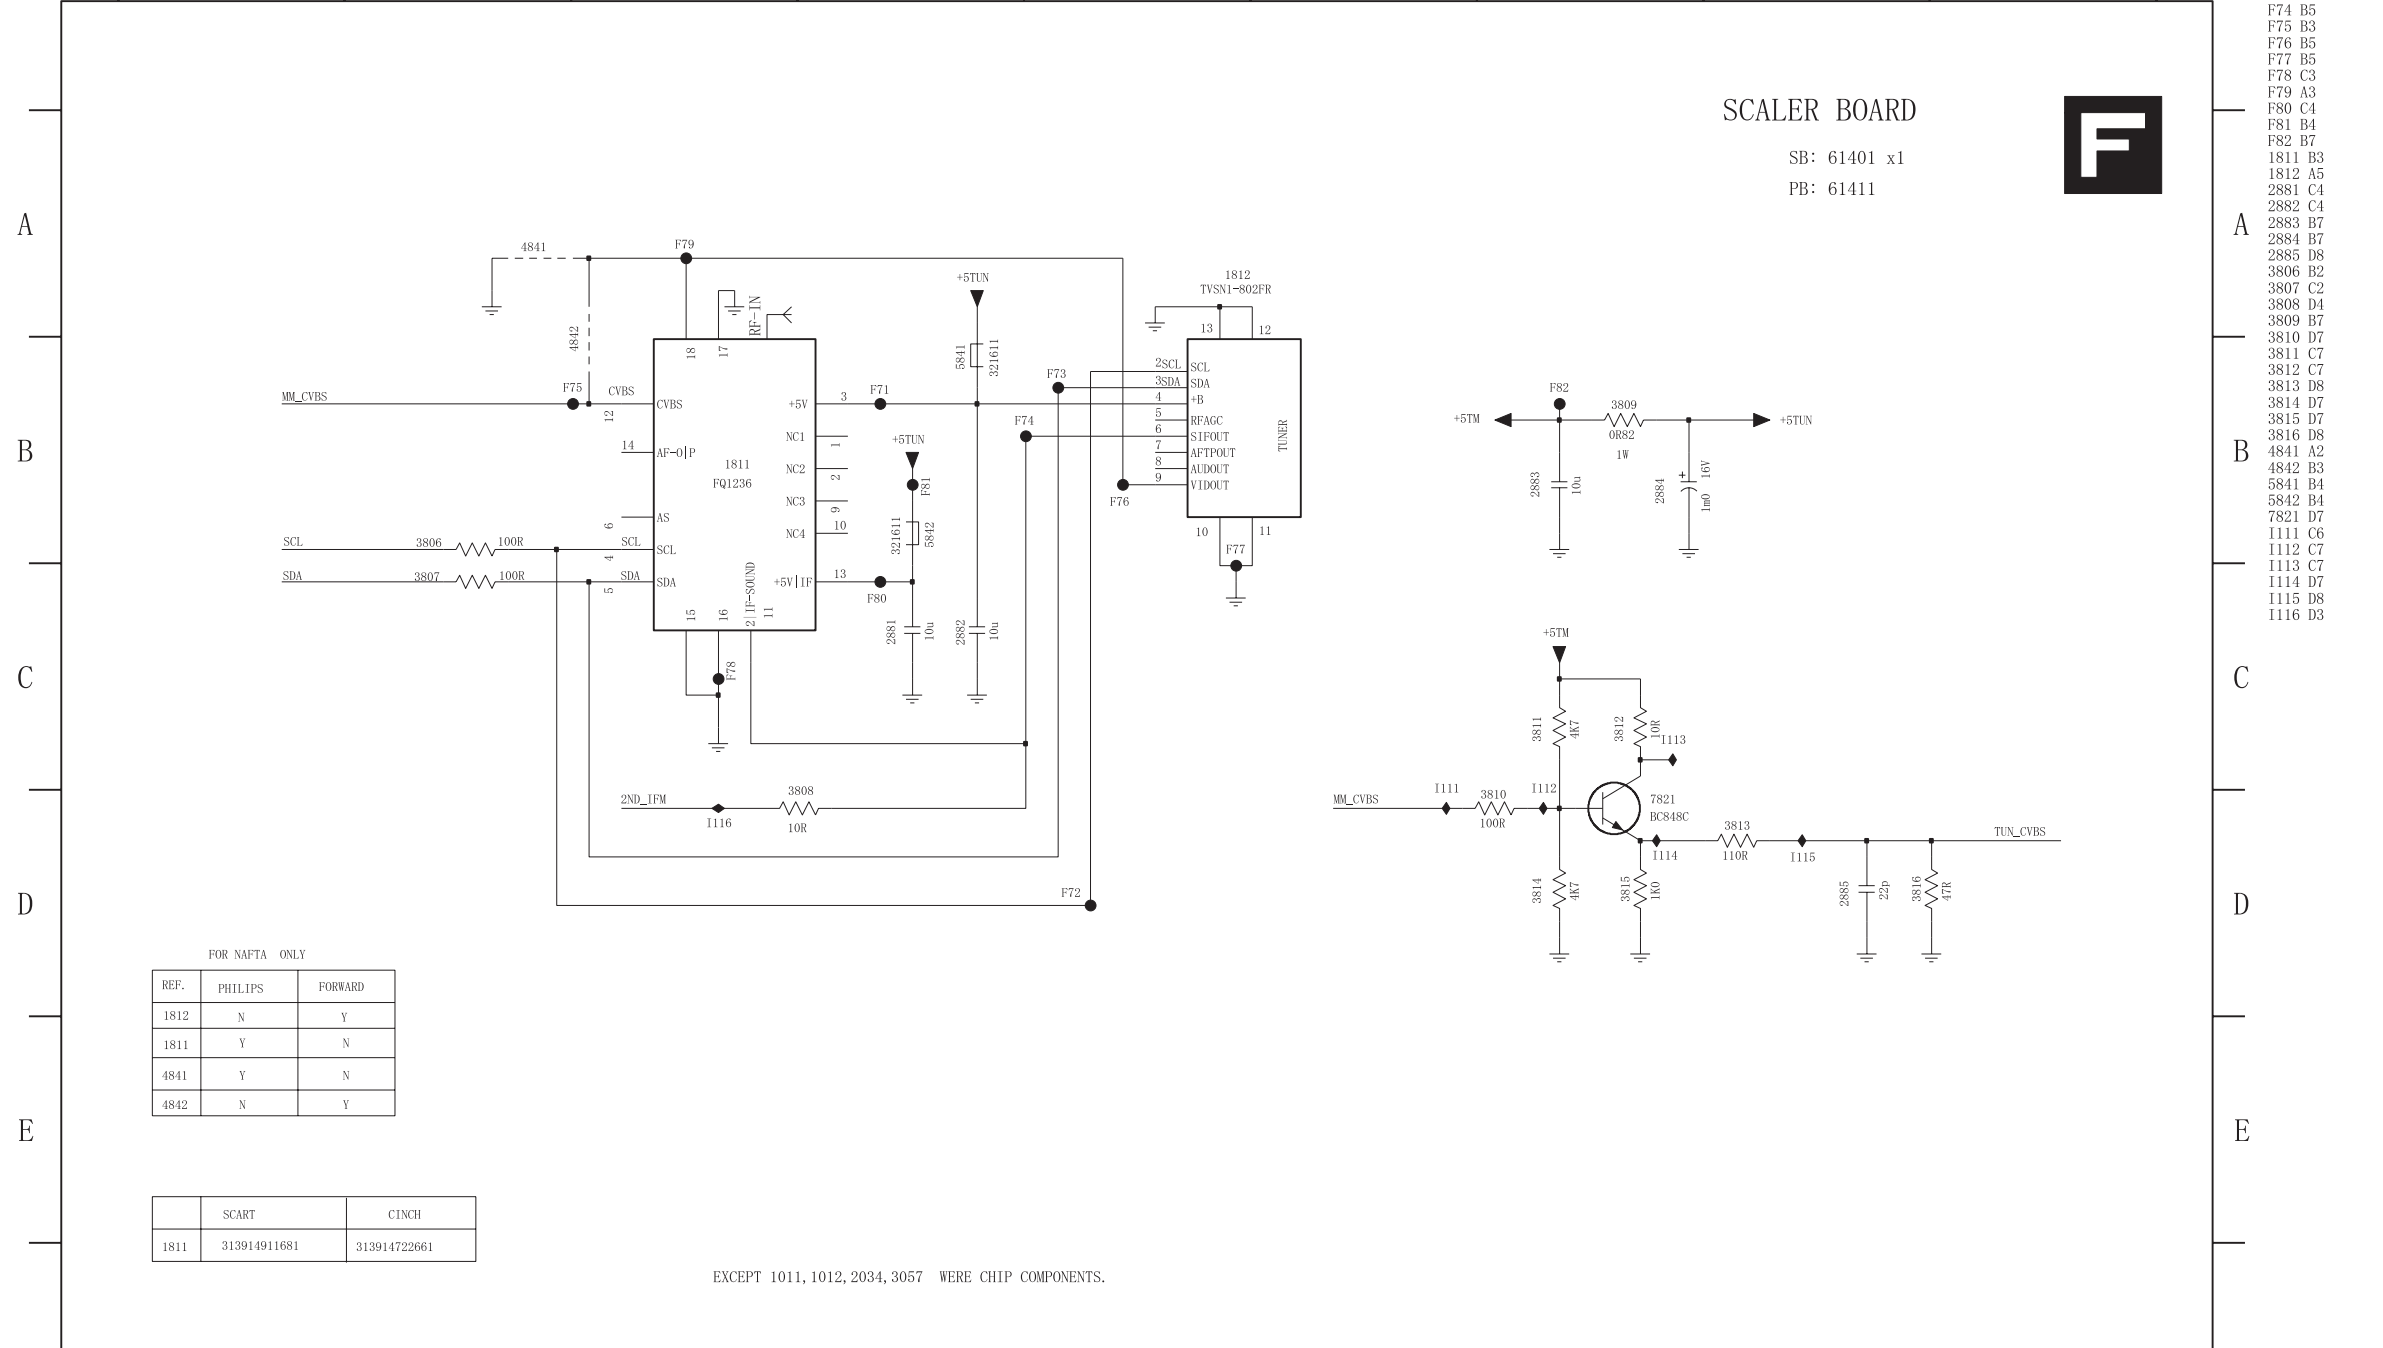 F74 B5
F75 B3
F76 B5
F77 B5
F78 C3
F79 A3
F80 C4
F81 B4
F82 B7
1811 B3
1812 A5
2881 C4
2882 C4
2883 B7
2884 B7
2885 D8
3806 B2
3807 C2
3808 D4
3809 B7
3810 D7
3811 C7
3812 C7
3813 D8
3814 D7
3815 D7
3816 D8
4841 A2
4842 B3
5841 B4
5842 B4
7821 D7
I111 C6
I112 C7
I113 C7
I114 D7
I115 D8
I116 D3
SCALER BOARD
SB: 61401 x1
PB: 61411
F
A
A
B
B
C
C
D
D
E
E
4841
F79
4842
RF-IN
18
17
MM_CVBS
F75
CVBS
12
CVBS
14
AF-O|P
6
AS
SCL
3806
100R
SCL
4
SCL
SDA
3807
100R
SDA
5
SDA
1811
FQ1236
+5V
3
F71
NC1
1
NC2
2
NC3
9
NC4
10
+5V|IF
13
F80
15
16
2|IF-SOUND
11
F78
+5TUN
5841
321611
+5TUN
F81
321611
5842
2881
10u
2882
10u
F73
F74
F76
F72
2ND_IFM
I116
3808
10R
1812
TVSN1-802FR
13
12
2SCL
SCL
3SDA
SDA
4
+B
5
RFAGC
6
SIFOUT
7
AFTPOUT
8
AUDOUT
9
VIDOUT
TUNER
10
11
F77
+5TM
F82
3809
0R82
1W
+5TUN
2883
10u
2884
+
16V
1m0
+5TM
3811
4K7
3812
10R
I113
MM_CVBS
I111
3810
100R
I112
7821
BC848C
I114
3813
110R
I115
TUN_CVBS
3814
4K7
3815
1K0
2885
22p
3816
47R
FOR NAFTA ONLY
REF. PHILIPS FORWARD
1812 N Y
1811 Y N
4841 Y N
4842 N Y
SCART CINCH
1811 313914911681 313914722661
EXCEPT 1011,1012,2034,3057 WERE CHIP COMPONENTS.